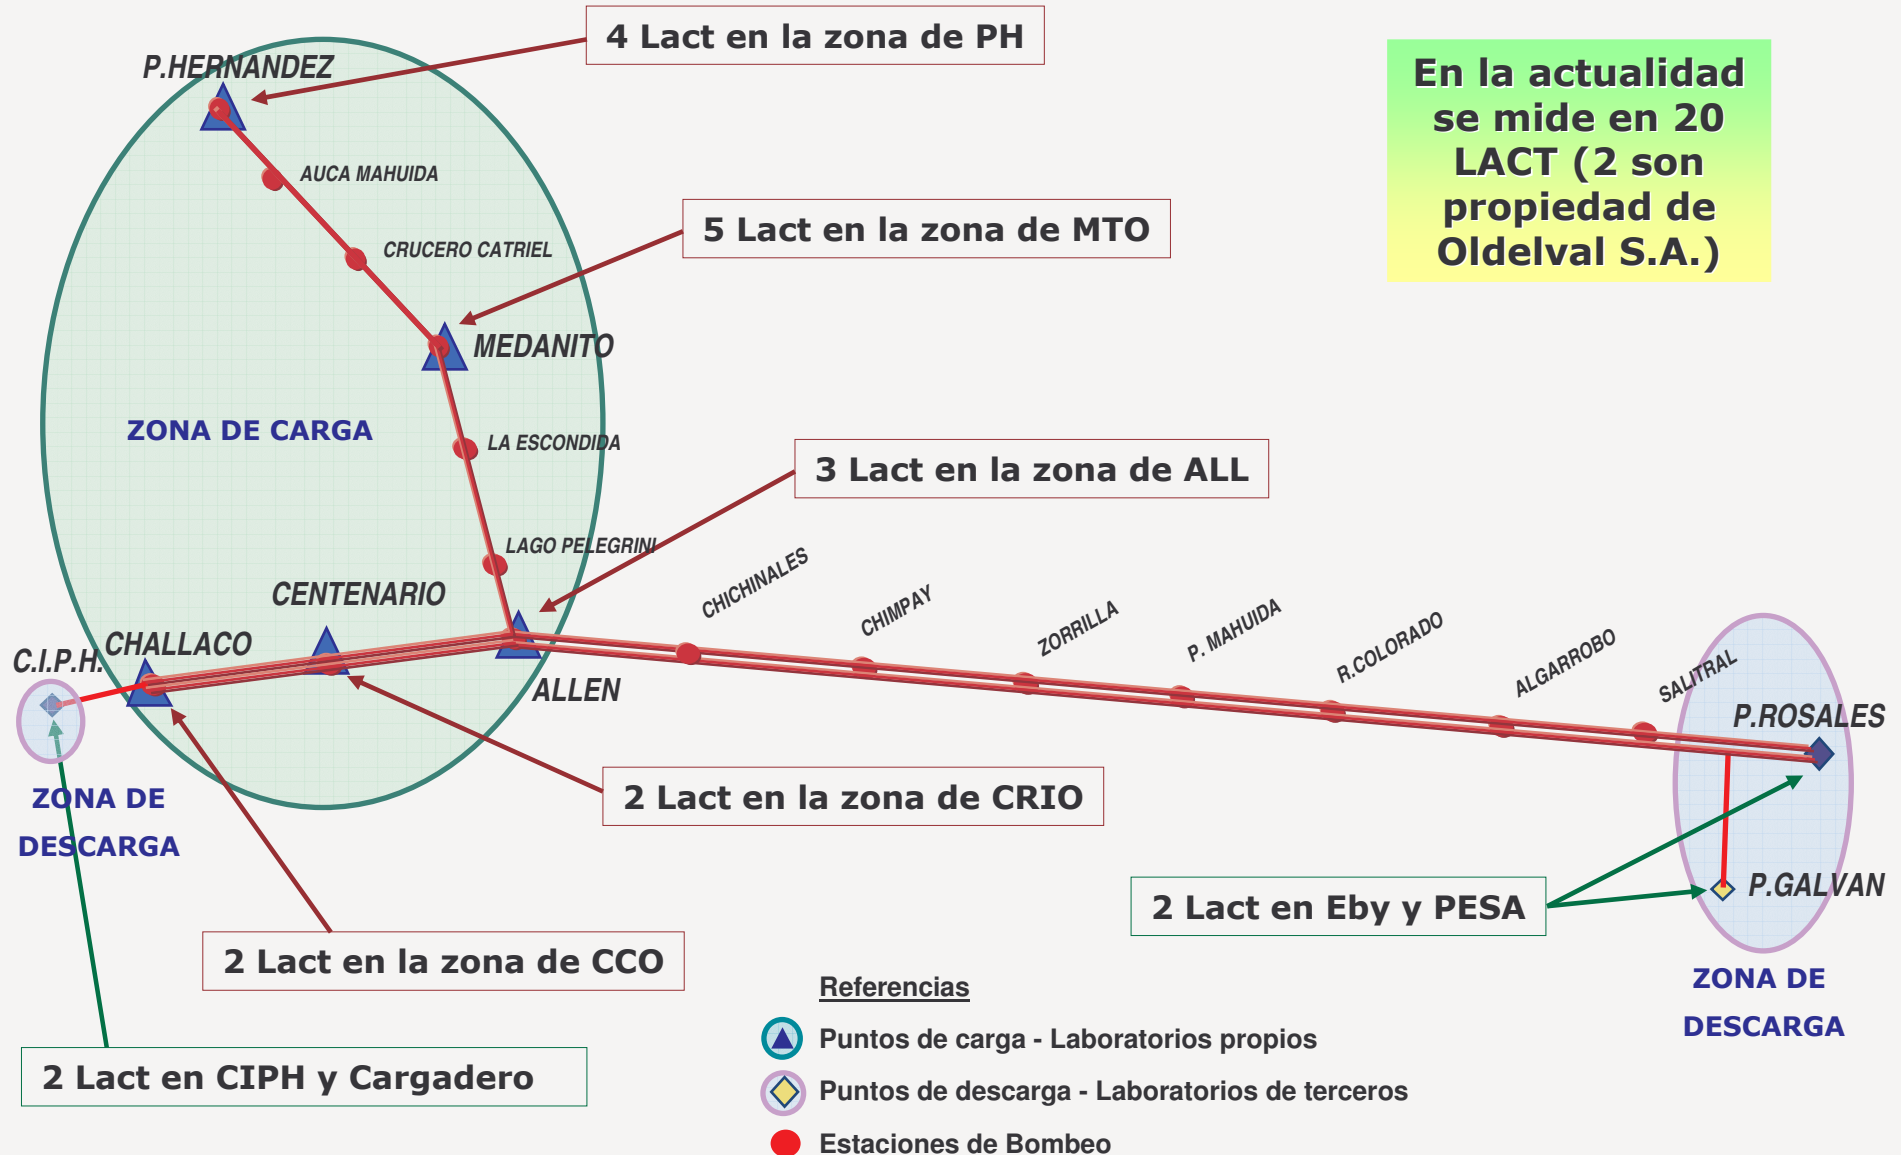 4 Lact en la zona de PH
P.HERNANDEZ
En la actualidad
se mide en 20
LACT (2 son
propiedad de
Oldelval S.A.)
AUCA MAHUIDA
5 Lact en la zona de MTO
CRUCERO CATRIEL
MEDANITO
ZONA DE CARGA
LA ESCONDIDA
3 Lact en la zona de ALL
LAGO PELEGRINI
CENTENARIO
CHICHINALES
CHIMPAY
ZORRILLA
P. MAHUIDA
R.COLORADO
ALGARROBO
SALITRAL
C.I.P.H.
CHALLACO
ALLEN
P.ROSALES
ZONA DE
DESCARGA
2 Lact en la zona de CRIO
P.GALVAN
2 Lact en Eby y PESA
2 Lact en la zona de CCO
ZONA DE
DESCARGA
2 Lact en CIPH y Cargadero
Referencias
Puntos de carga - Laboratorios propios
Puntos de descarga - Laboratorios de terceros
Estaciones de Bombeo